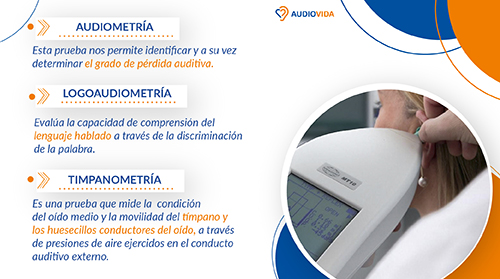 AUDIOVIDA
AUDIOMETRÍA
Esta prueba nos permite identificar y a su vez
determinar el grado de pérdida auditiva.
LOGOAUDIOMETRÍA
Evalúa la capacidad de comprensión del
lenguaje hablado a través de la discriminación
de la palabra.
TIMPANOMETRÍA
Es una prueba que mide la condición
del oído medio y la movilidad del tímpano y
los huesecillos conductores del oído, a través
de presiones de aire ejercidos en el conducto
auditivo externo.
MT10